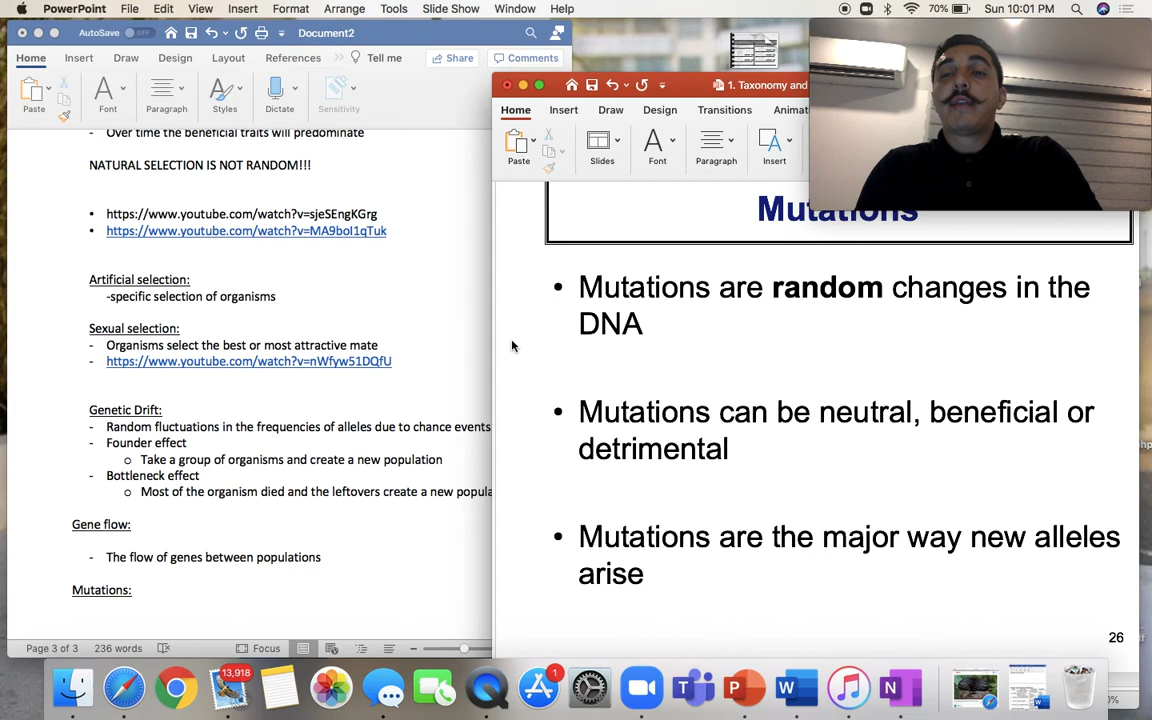 PowerPoint File Edit View Insert Format Arrange Tools Slide Show Window Help 70% Sun 10:01 PM
AutoSave OFF Document2
Home Insert Draw Design Layout References Tell me Share Comments
Paste Font Paragraph Styles Dictate Sensitivity
- Over time the beneficial traits will predominate
NATURAL SELECTION IS NOT RANDOM!!!
• https://www.youtube.com/watch?v=sjeSEngKGrg
• https://www.youtube.com/watch?v=MA9boI1qTuk
Artificial selection:
-specific selection of organisms
Sexual selection:
- Organisms select the best or most attractive mate
- https://www.youtube.com/watch?v=nWfyw51DQfU
Genetic Drift:
- Random fluctuations in the frequencies of alleles due to chance events
- Founder effect
o Take a group of organisms and create a new population
- Bottleneck effect
o Most of the organism died and the leftovers create a new popula
Gene flow:
- The flow of genes between populations
Mutations:
Page 3 of 3 236 words Focus
1. Taxonomy and
Home Insert Draw Design Transitions Animat
Paste Slides Font Paragraph Insert
Mutations
• Mutations are random changes in the
DNA
• Mutations can be neutral, beneficial or
detrimental
• Mutations are the major way new alleles
arise
26
13,918
1